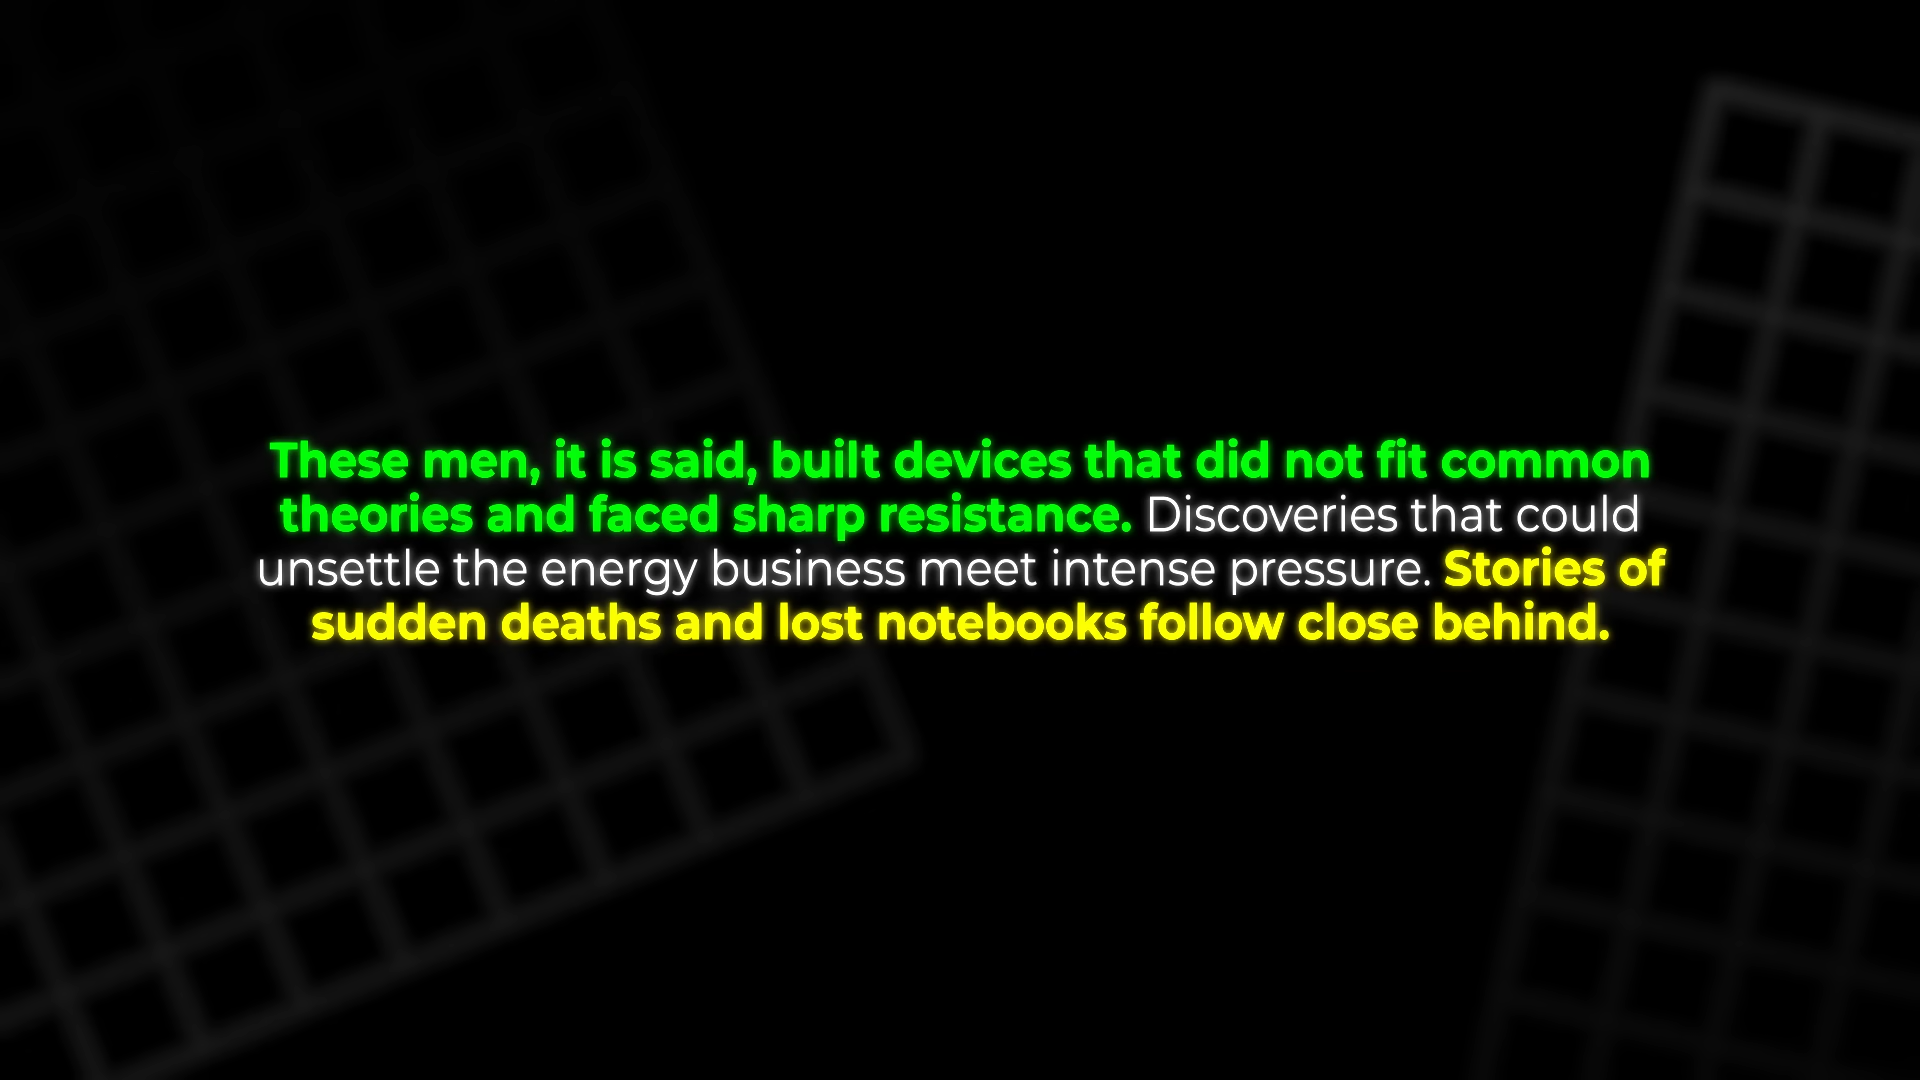 These men, it is said, built devices that did not fit common
theories and faced sharp resistance. Discoveries that could
unsettle the energy business meet intense pressure. Stories of
sudden deaths and lost notebooks follow close behind.